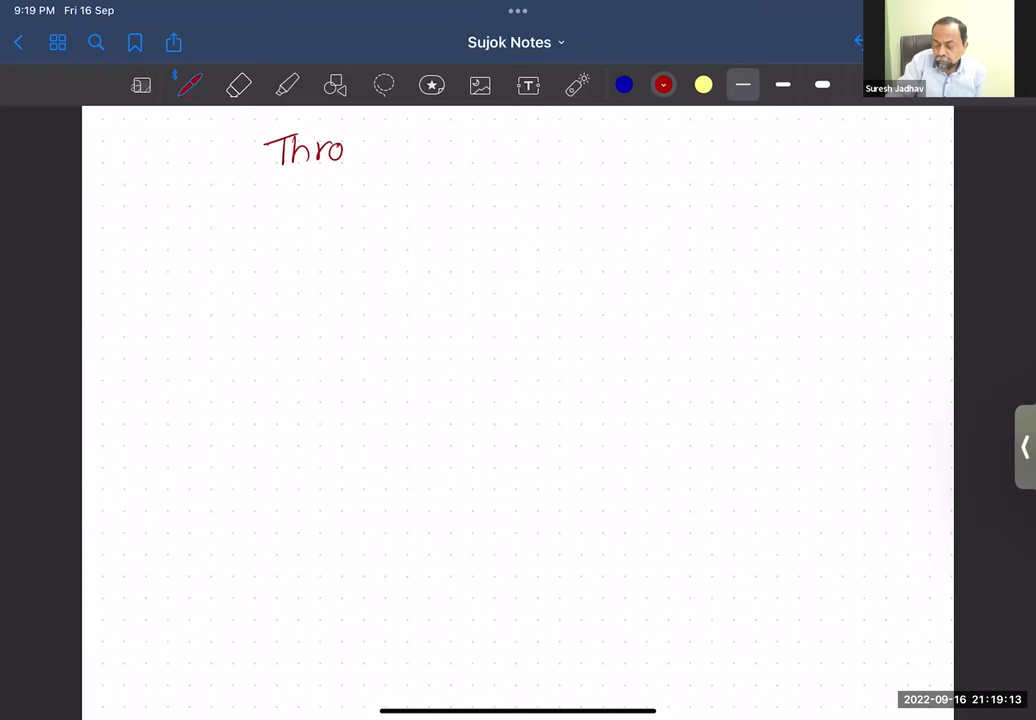 9:19 PM Fri 16 Sep
Sujok Notes
T
Suresh Jadhav
Thro
2022-09-16 21:19:13